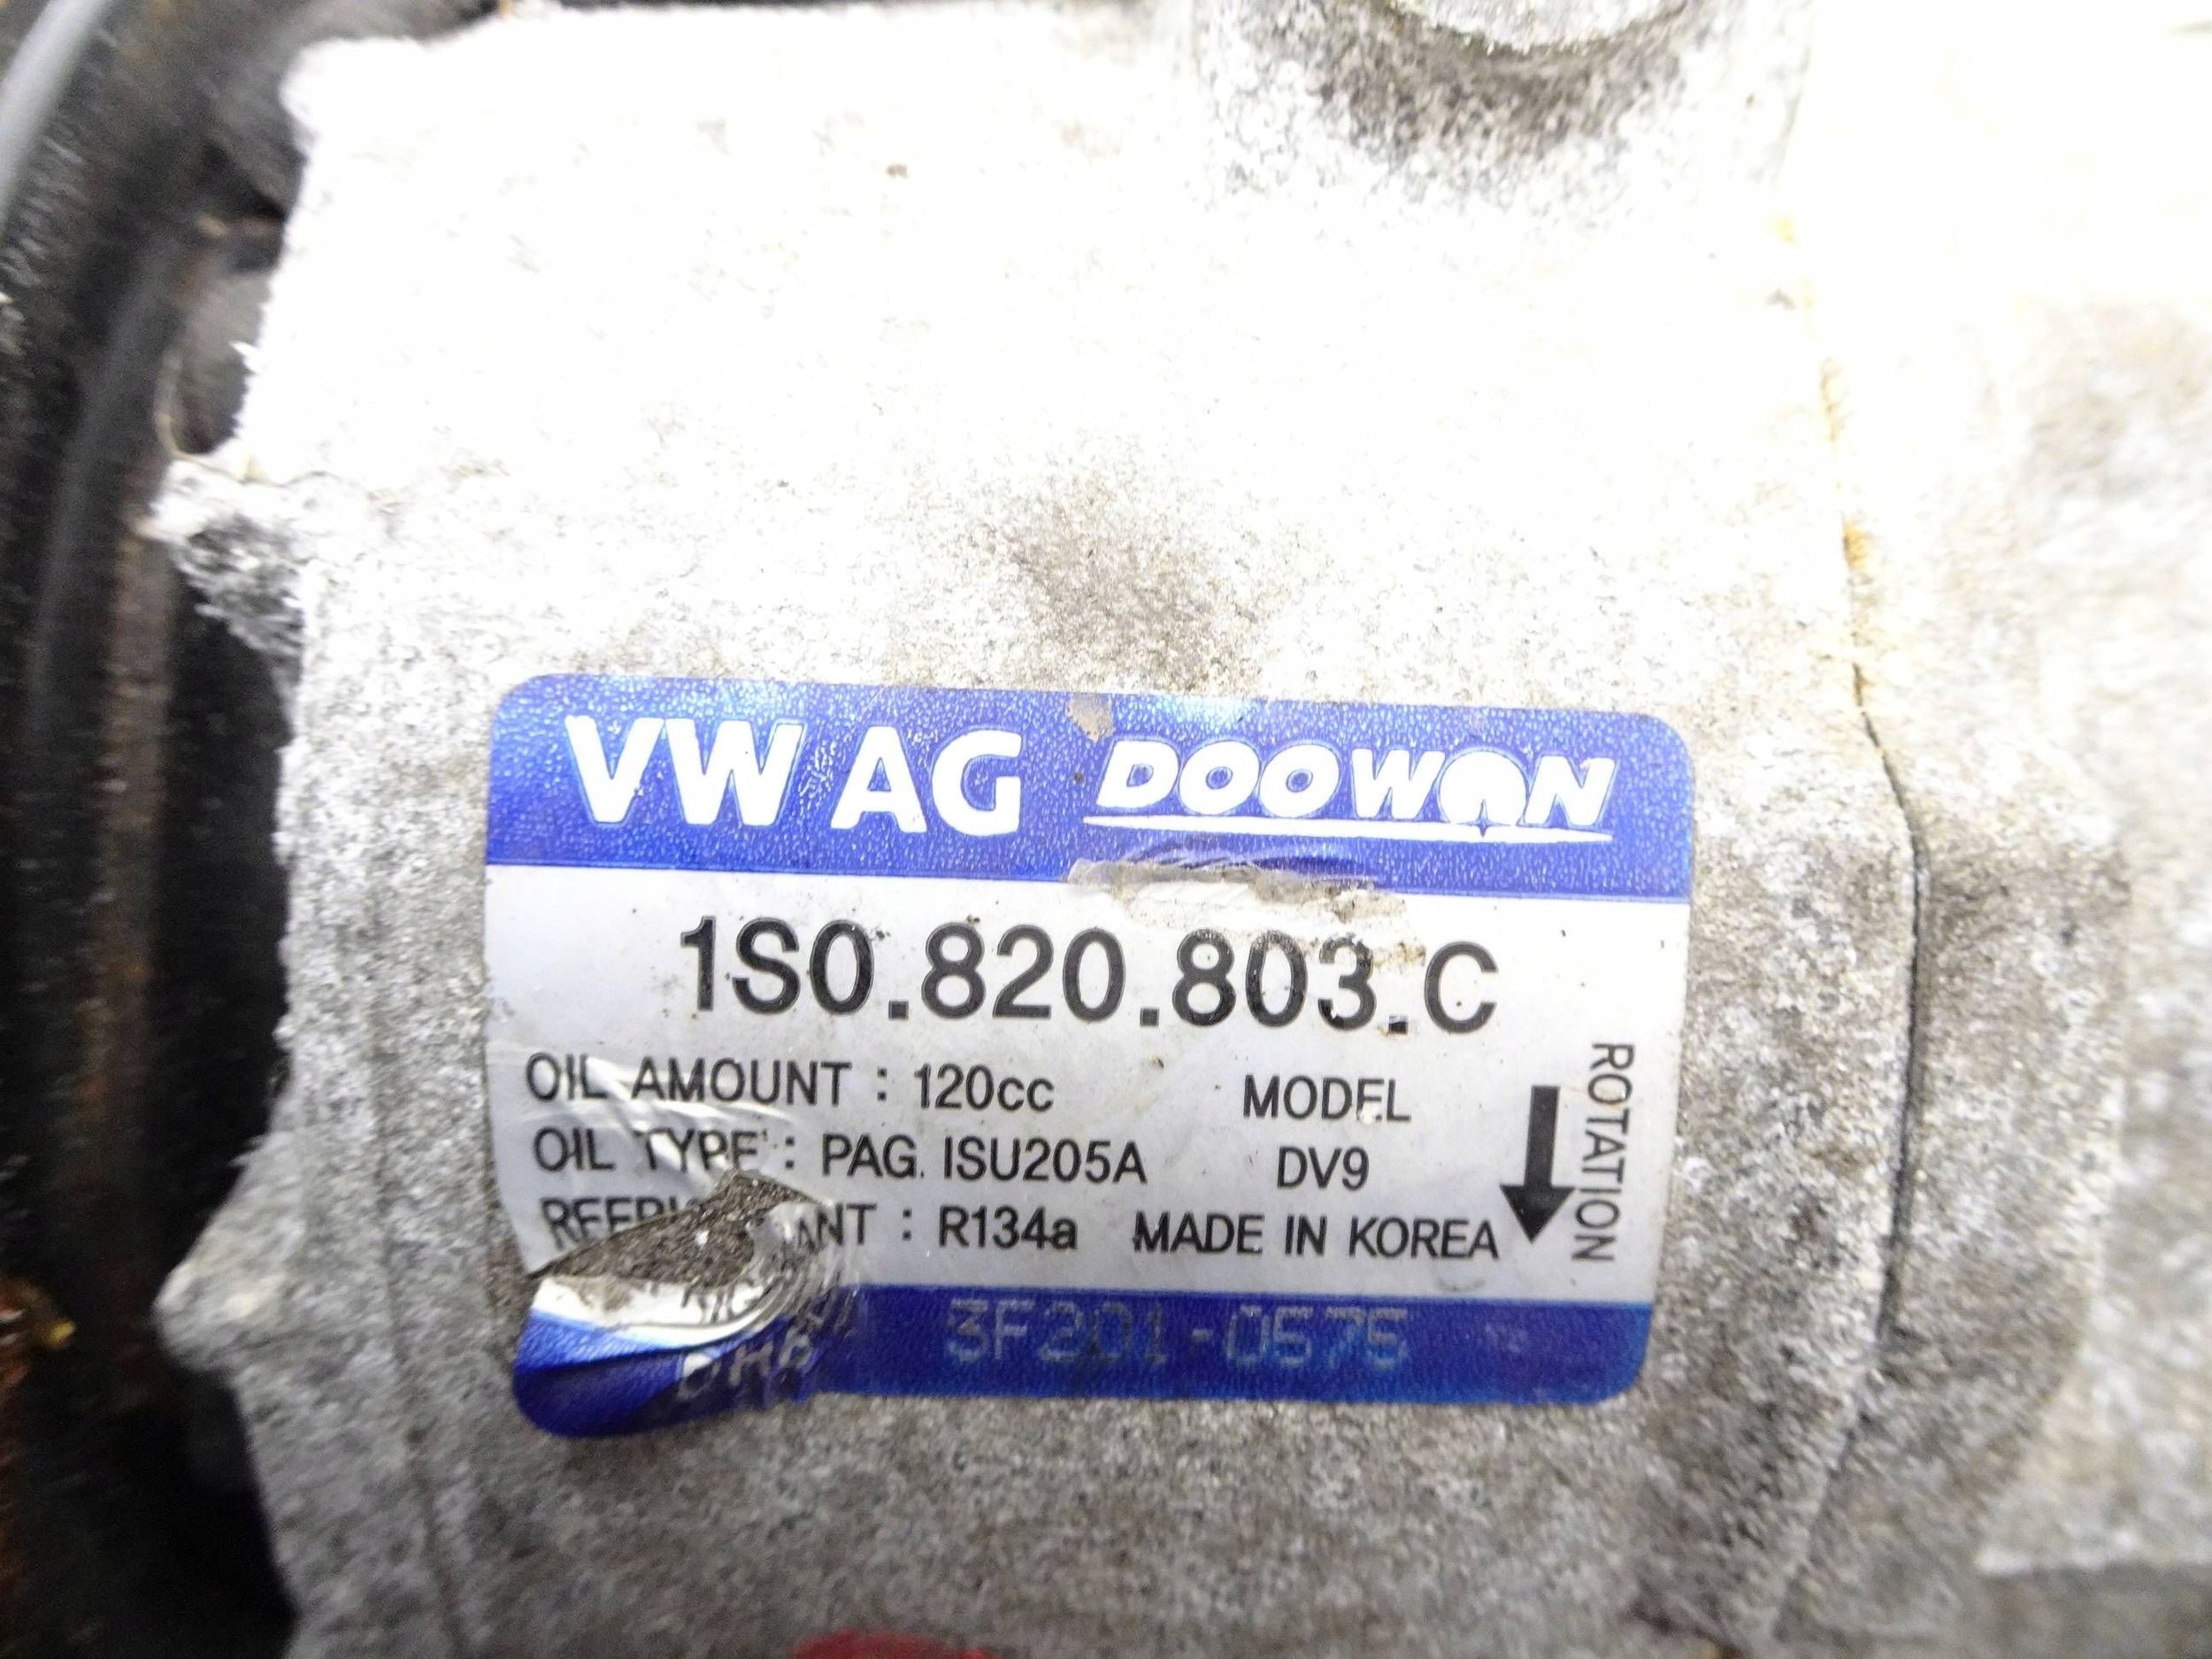 VW AG DOOWON
1S0.820.803.C
OIL AMOUNT : 120cc MODEL
OIL TYPE : PAG. ISU205A DV9
: R134a MADE IN KOREA
ROTATION
3F201-0575